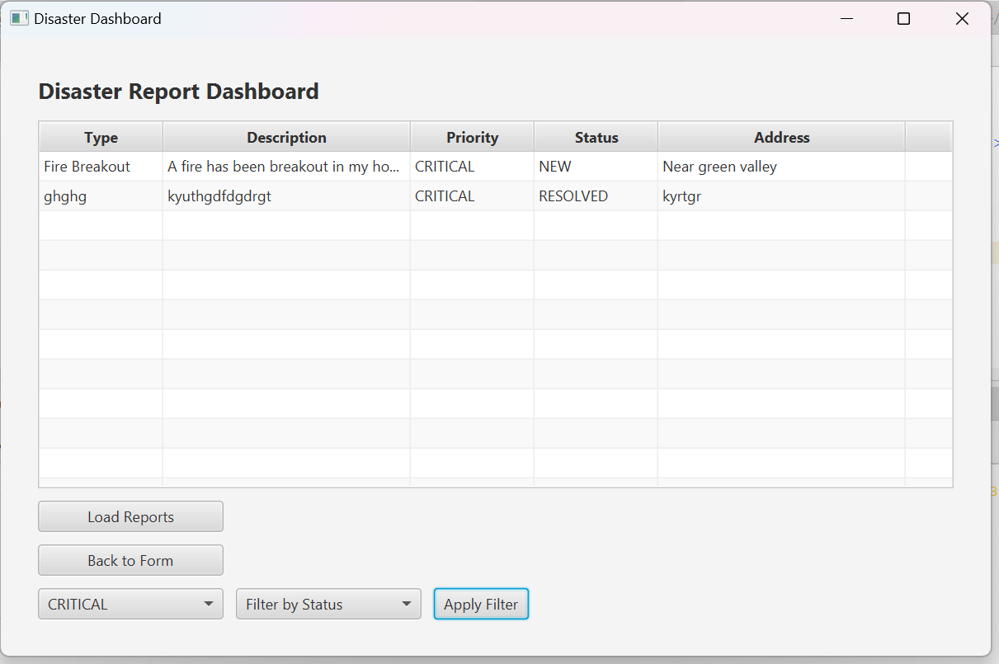 Disaster Dashboard
Disaster Report Dashboard
Type Description Priority Status Address
Fire Breakout A fire has been breakout in my ho... CRITICAL NEW Near green valley
ghghg kyuthgdfdgdrgt CRITICAL RESOLVED kyrtgr
Load Reports
Back to Form
CRITICAL Filter by Status Apply Filter